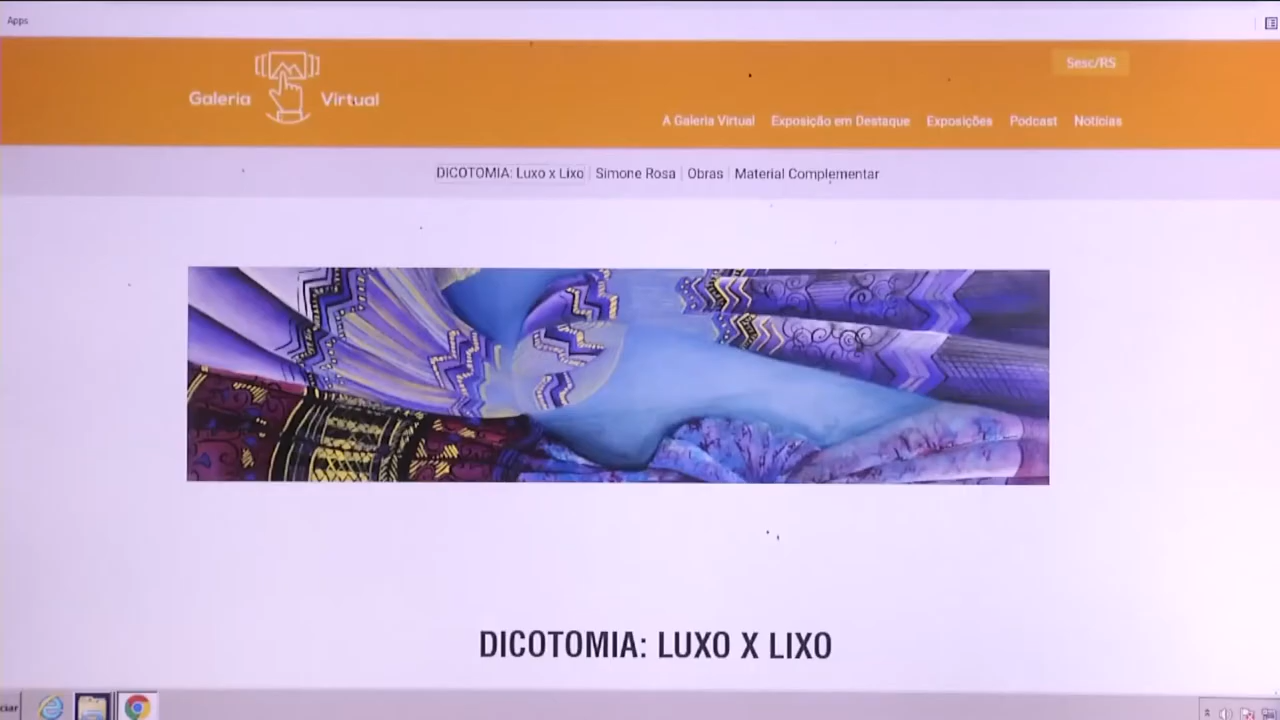 Apps
Sesc/RS
Galeria Virtual
A Galeria Virtual Exposição em Destaque Exposições Podcast Notícias
DICOTOMIA: Luxo x Lixo | Simone Rosa | Obras | Material Complementar
DICOTOMIA: LUXO X LIXO
ciar